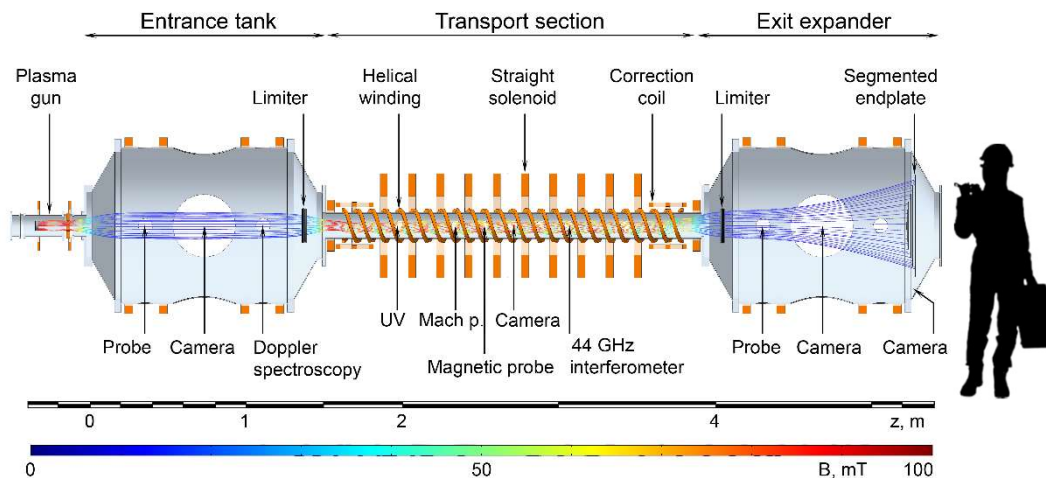 Entrance tank
Transport section
Exit expander
Plasma
gun
Limiter
Helical
winding
Straight
solenoid
Correction
coil
Limiter
Segmented
endplate
Probe
Camera
Doppler
spectroscopy
UV
Mach p.
Camera
Magnetic probe
44 GHz
interferometer
Probe
Camera
Camera
0
1
2
4
z, m
0
50
B, mT
100